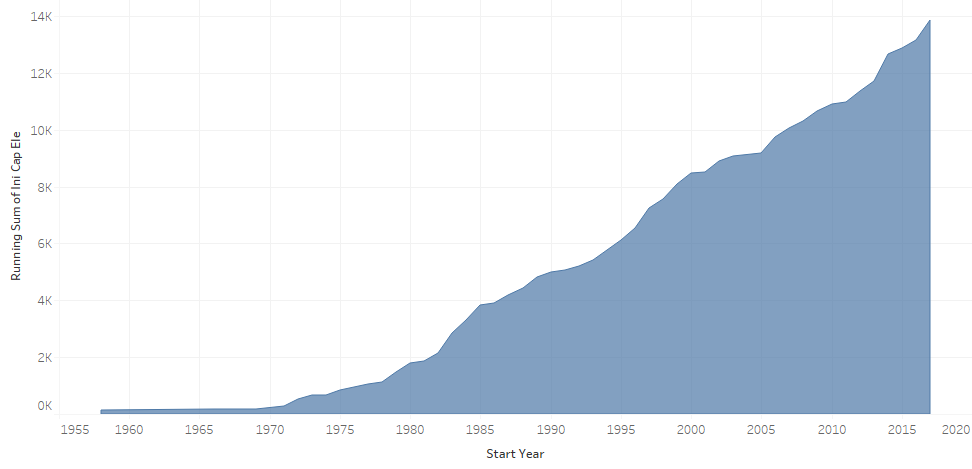 14K
12K
10K
8K
6K
4K
2K
0K
Running Sum of Ini Cap Ele
1955 1960 1965 1970 1975 1980 1985 1990 1995 2000 2005 2010 2015 2020
Start Year